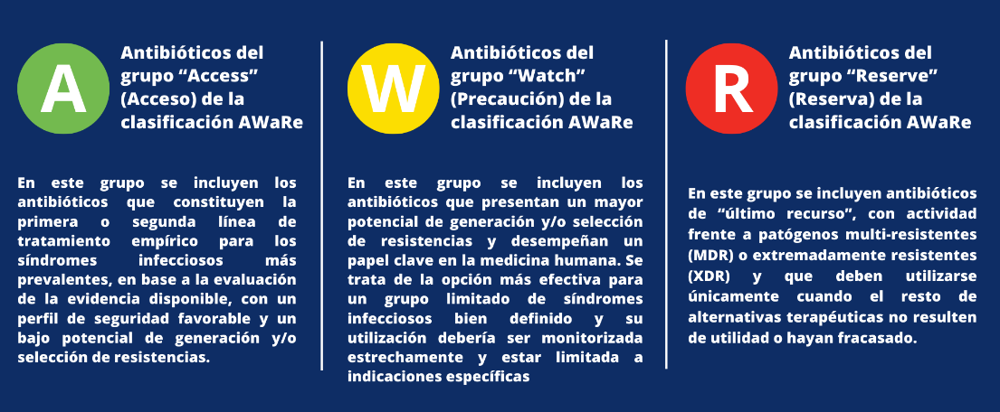 A
Antibióticos del
grupo “Access”
(Acceso) de la
clasificación AWaRe
En este grupo se incluyen los
antibióticos que constituyen la
primera o segunda línea de
tratamiento empírico para los
síndromes infecciosos más
prevalentes, en base a la evaluación
de la evidencia disponible, con un
perfil de seguridad favorable y un
bajo potencial de generación y/o
selección de resistencias.
W
Antibióticos del
grupo “Watch”
(Precaución) de la
clasificación AWaRe
En este grupo se incluyen los
antibióticos que presentan un mayor
potencial de generación y/o selección
de resistencias y desempeñan un
papel clave en la medicina humana. Se
trata de la opción más efectiva para
un grupo limitado de síndromes
infecciosos bien definido y su
utilización debería ser monitorizada
estrechamente y estar limitada a
indicaciones específicas
R
Antibióticos del
grupo “Reserve”
(Reserva) de la
clasificación AWaRe
En este grupo se incluyen antibióticos
de “último recurso”, con actividad
frente a patógenos multi-resistentes
(MDR) o extremadamente resistentes
(XDR) y que deben utilizarse
únicamente cuando el resto de
alternativas terapéuticas no resulten
de utilidad o hayan fracasado.